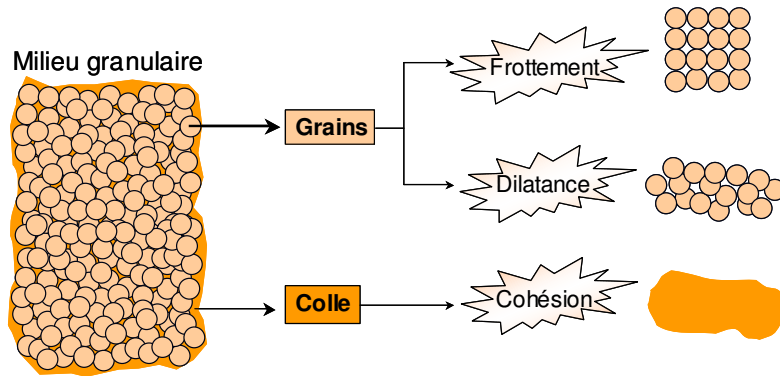 Milieu granulaire
Frottement
Grains
Dilatance
Colle
Cohésion